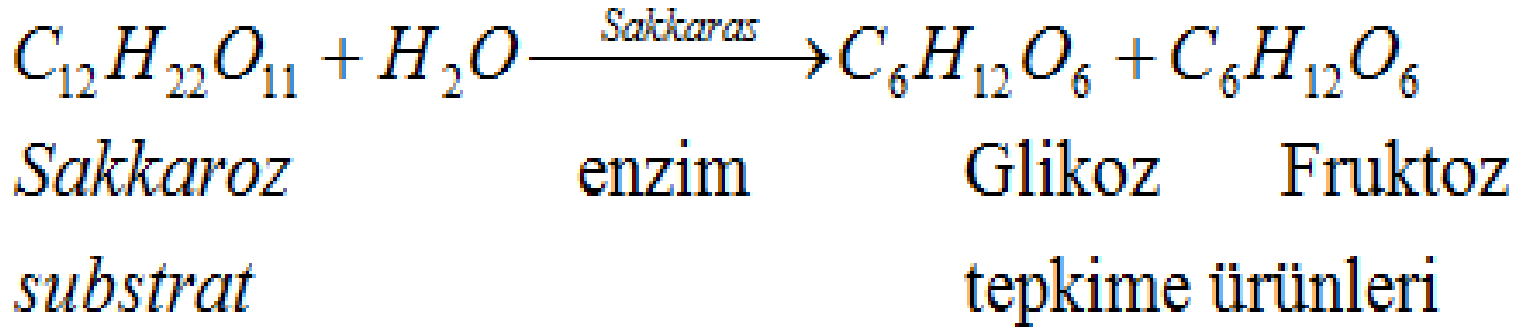 C₁₂H₂₂O₁₁ + H₂O —Sakkaras→ C₆H₁₂O₆ + C₆H₁₂O₆
Sakkaroz enzim Glikoz Fruktoz
substrat tepkime ürünleri